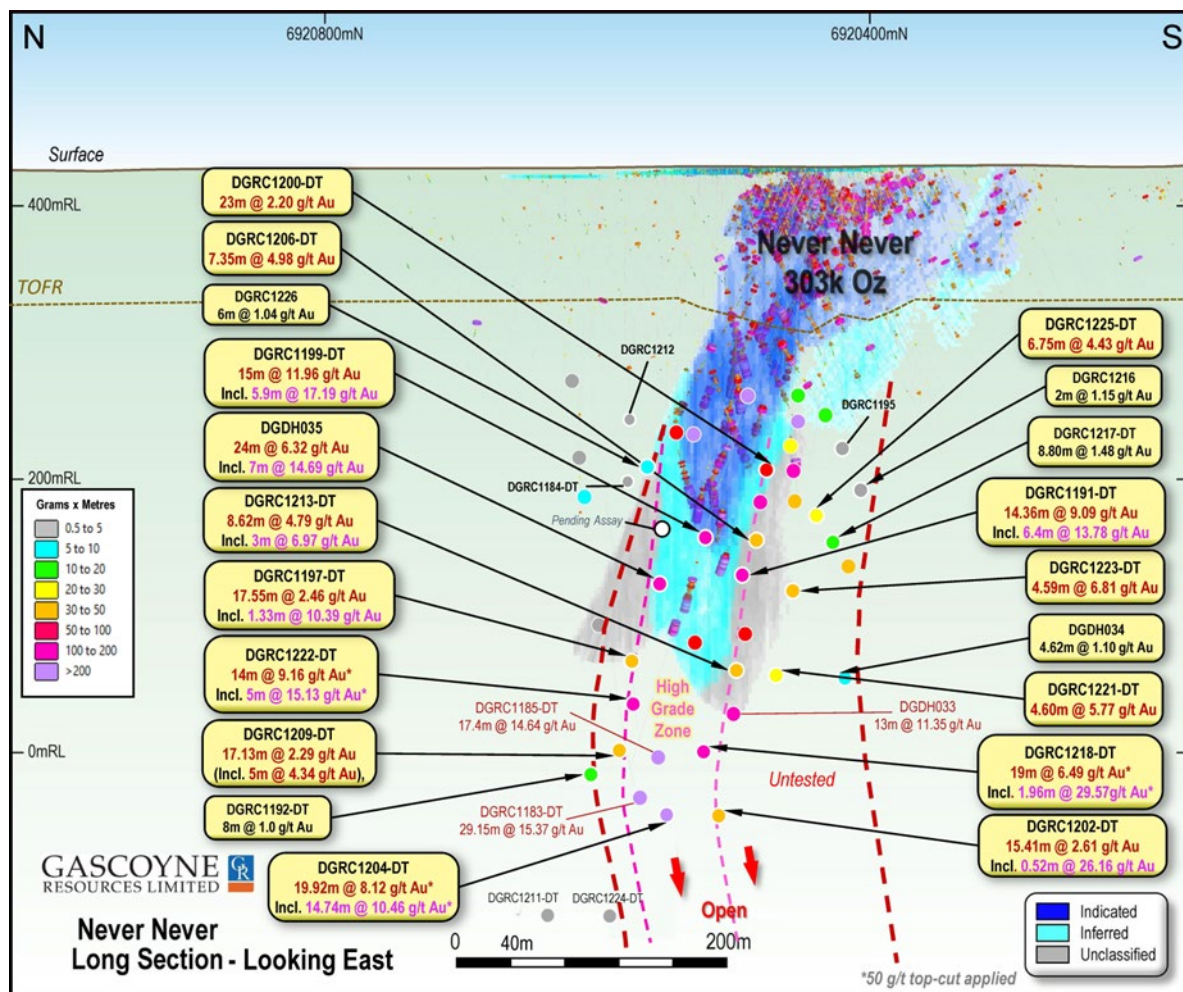 N
6920800mN
6920400mN
S
Surface
400mRL
TOFR
200mRL
0mRL
Never Never
303k Oz
DGRC1200-DT
23m @ 2.20 g/t Au
DGRC1206-DT
7.35m @ 4.98 g/t Au
DGRC1226
6m @ 1.04 g/t Au
DGRC1199-DT
15m @ 11.96 g/t Au
Incl. 5.9m @ 17.19 g/t Au
DGDH035
24m @ 6.32 g/t Au
Incl. 7m @ 14.69 g/t Au
DGRC1213-DT
8.62m @ 4.79 g/t Au
Incl. 3m @ 6.97 g/t Au
DGRC1197-DT
17.55m @ 2.46 g/t Au
Incl. 1.33m @ 10.39 g/t Au
DGRC1222-DT
14m @ 9.16 g/t Au*
Incl. 5m @ 15.13 g/t Au*
DGRC1209-DT
17.13m @ 2.29 g/t Au
(Incl. 5m @ 4.34 g/t Au),
DGRC1192-DT
8m @ 1.0 g/t Au
DGRC1204-DT
19.92m @ 8.12 g/t Au*
Incl. 14.74m @ 10.46 g/t Au*
Grams x Metres
0.5 to 5
5 to 10
10 to 20
20 to 30
30 to 50
50 to 100
100 to 200
>200
DGRC1212
DGRC1184-DT
Pending Assay
DGRC1195
High
Grade
Zone
DGRC1185-DT
17.4m @ 14.64 g/t Au
DGRC1183-DT
29.15m @ 15.37 g/t Au
DGDH033
13m @ 11.35 g/t Au
Untested
Open
DGRC1211-DT
DGRC1224-DT
DGRC1225-DT
6.75m @ 4.43 g/t Au
DGRC1216
2m @ 1.15 g/t Au
DGRC1217-DT
8.80m @ 1.48 g/t Au
DGRC1191-DT
14.36m @ 9.09 g/t Au
Incl. 6.4m @ 13.78 g/t Au
DGRC1223-DT
4.59m @ 6.81 g/t Au
DGDH034
4.62m @ 1.10 g/t Au
DGRC1221-DT
4.60m @ 5.77 g/t Au
DGRC1218-DT
19m @ 6.49 g/t Au*
Incl. 1.96m @ 29.57g/t Au*
DGRC1202-DT
15.41m @ 2.61 g/t Au
Incl. 0.52m @ 26.16 g/t Au
GASCOYNE
RESOURCES LIMITED
Never Never
Long Section - Looking East
0
40m
200m
Indicated
Inferred
Unclassified
*50 g/t top-cut applied